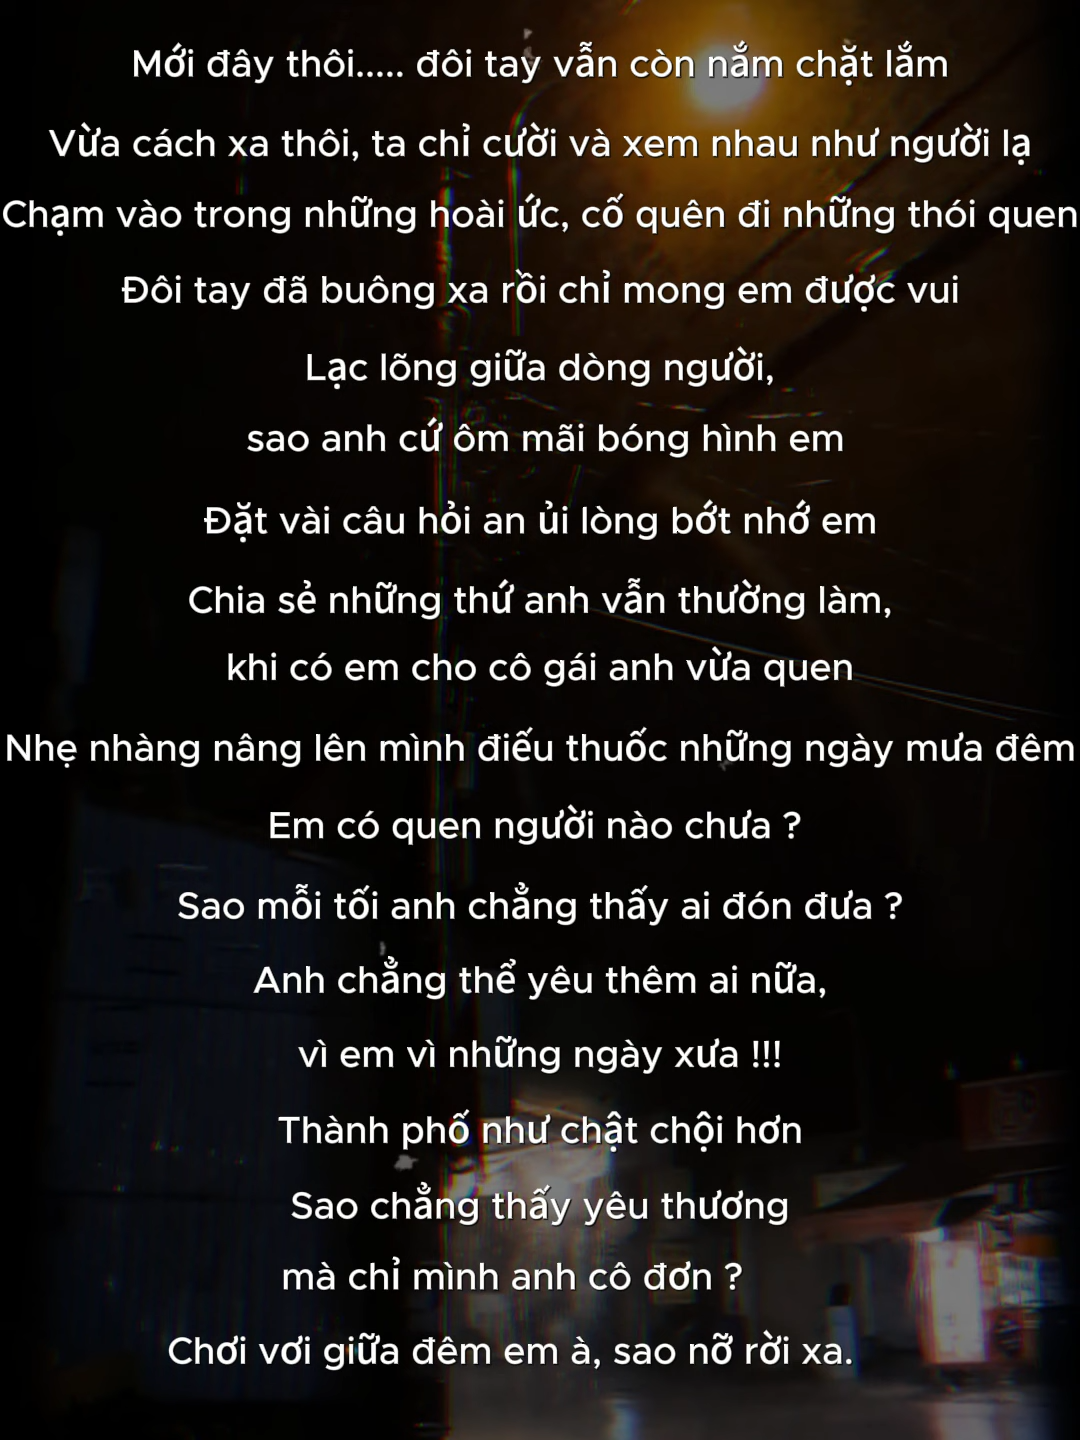 Mới đây thôi..... đôi tay vẫn còn nắm chặt lắm
Vừa cách xa thôi, ta chỉ cười và xem nhau như người lạ
Chạm vào trong những hoài ức, cố quên đi những thói quen
Đôi tay đã buông xa rồi chỉ mong em được vui
Lạc lõng giữa dòng người,
sao anh cứ ôm mãi bóng hình em
Đặt vài câu hỏi an ủi lòng bớt nhớ em
Chia sẻ những thứ anh vẫn thường làm,
khi có em cho cô gái anh vừa quen
Nhẹ nhàng nâng lên mình điếu thuốc những ngày mưa đêm
Em có quen người nào chưa ?
Sao mỗi tối anh chẳng thấy ai đón đưa ?
Anh chẳng thể yêu thêm ai nữa,
vì em vì những ngày xưa !!!
Thành phố như chật chội hơn
Sao chẳng thấy yêu thương
mà chỉ mình anh cô đơn ?
Chơi vơi giữa đêm em à, sao nỡ rời xa.